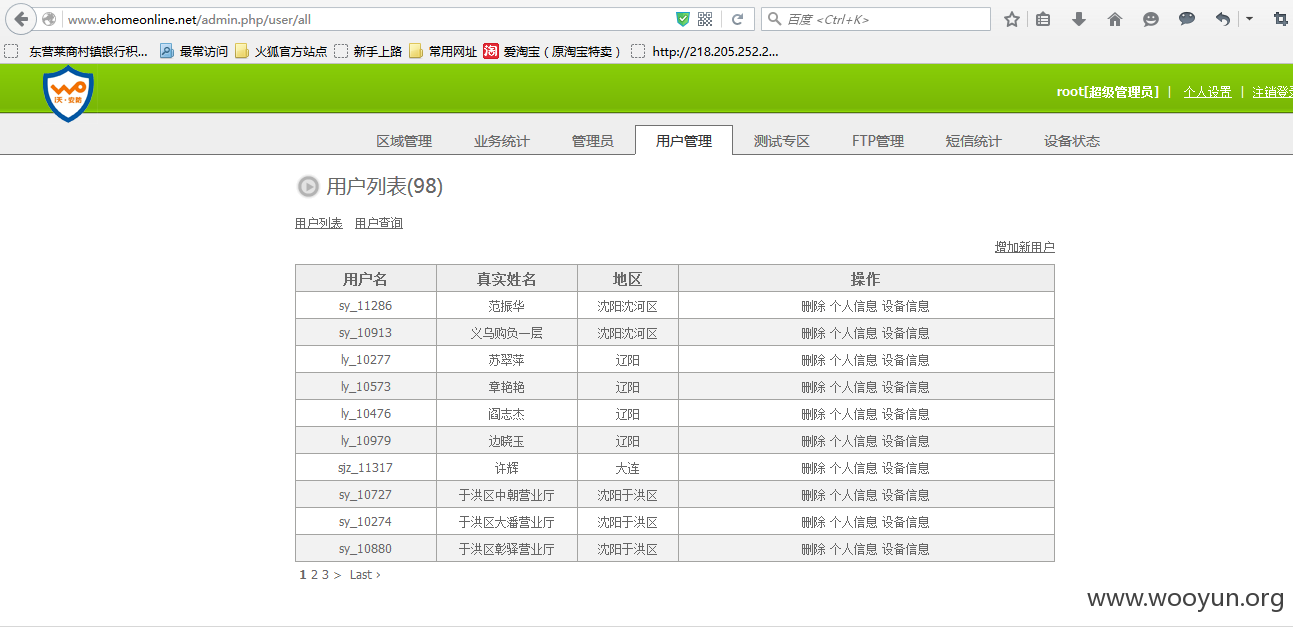 www.ehomeonline.net/admin.php/user/all
百度 <Ctrl+K>
东营莱商村镇银行积... 最常访问 火狐官方站点 新手上路 常用网址 淘 爱淘宝（原淘宝特卖） http://218.205.252.2...
沃·安防
root[超级管理员] | 个人设置 | 注销登录
区域管理 业务统计 管理员 用户管理 测试专区 FTP管理 短信统计 设备状态
用户列表(98)
用户列表 用户查询
增加新用户
用户名 真实姓名 地区 操作
sy_11286 范振华 沈阳沈河区 删除 个人信息 设备信息
sy_10913 义乌购负一层 沈阳沈河区 删除 个人信息 设备信息
ly_10277 苏翠萍 辽阳 删除 个人信息 设备信息
ly_10573 章艳艳 辽阳 删除 个人信息 设备信息
ly_10476 阎志杰 辽阳 删除 个人信息 设备信息
ly_10979 边晓玉 辽阳 删除 个人信息 设备信息
sjz_11317 许辉 大连 删除 个人信息 设备信息
sy_10727 于洪区中朝营业厅 沈阳于洪区 删除 个人信息 设备信息
sy_10274 于洪区大潘营业厅 沈阳于洪区 删除 个人信息 设备信息
sy_10880 于洪区彰驿营业厅 沈阳于洪区 删除 个人信息 设备信息
1 2 3 > Last ›
www.wooyun.org